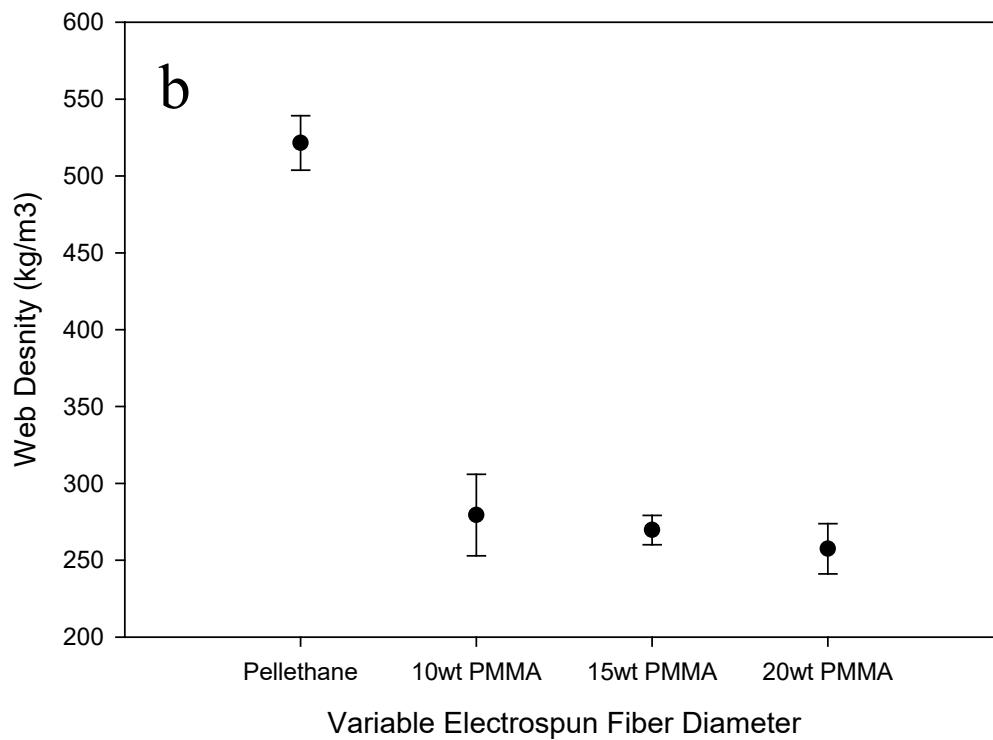 b
600
550
500
450
400
350
300
250
200
Web Desnity (kg/m3)
Pellethane 10wt PMMA 15wt PMMA 20wt PMMA
Variable Electrospun Fiber Diameter